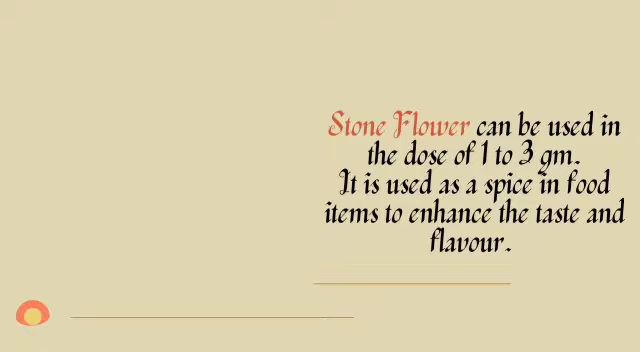 Stone Flower can be used in
the dose of 1 to 3 gm.
It is used as a spice in food
items to enhance the taste and
flavour.